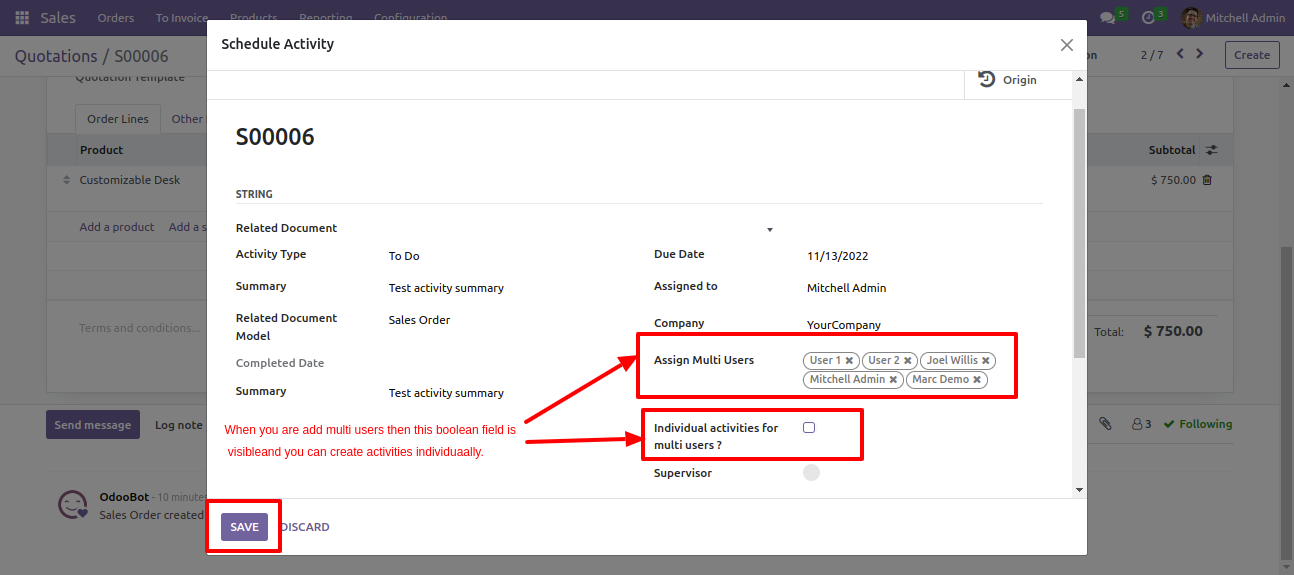 Sales Orders To Invoice Products Reporting Configuration 5 3 Mitchell Admin
Quotations / S00006 2 / 7 Create
Quotation Template
Schedule Activity
Origin
Order Lines Other
S00006
Product Subtotal
Customizable Desk $ 750.00
STRING
Add a product Add a s
Related Document
Activity Type To Do Due Date 11/13/2022
Summary Test activity summary Assigned to Mitchell Admin
Related Document Model Sales Order Company YourCompany
Terms and conditions... Total: $ 750.00
Completed Date Assign Multi Users User 1 User 2 Joel Willis
Mitchell Admin Marc Demo
Summary Test activity summary
Send message Log note 3 Following
When you are add multi users then this boolean field is
visibleand you can create activities individuaally.
Individual activities for
multi users ?
Supervisor
OdooBot - 10 minutes
Sales Order created
SAVE DISCARD